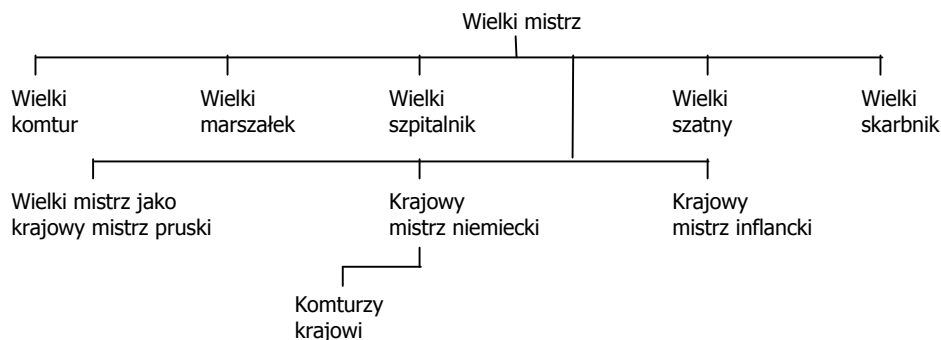 Wielki mistrz
Wielki
komtur
Wielki
marszałek
Wielki
szpitalnik
Wielki
szatny
Wielki
skarbnik
Wielki mistrz jako
krajowy mistrz pruski
Krajowy
mistrz niemiecki
Krajowy
mistrz inflancki
Komturzy
krajowi